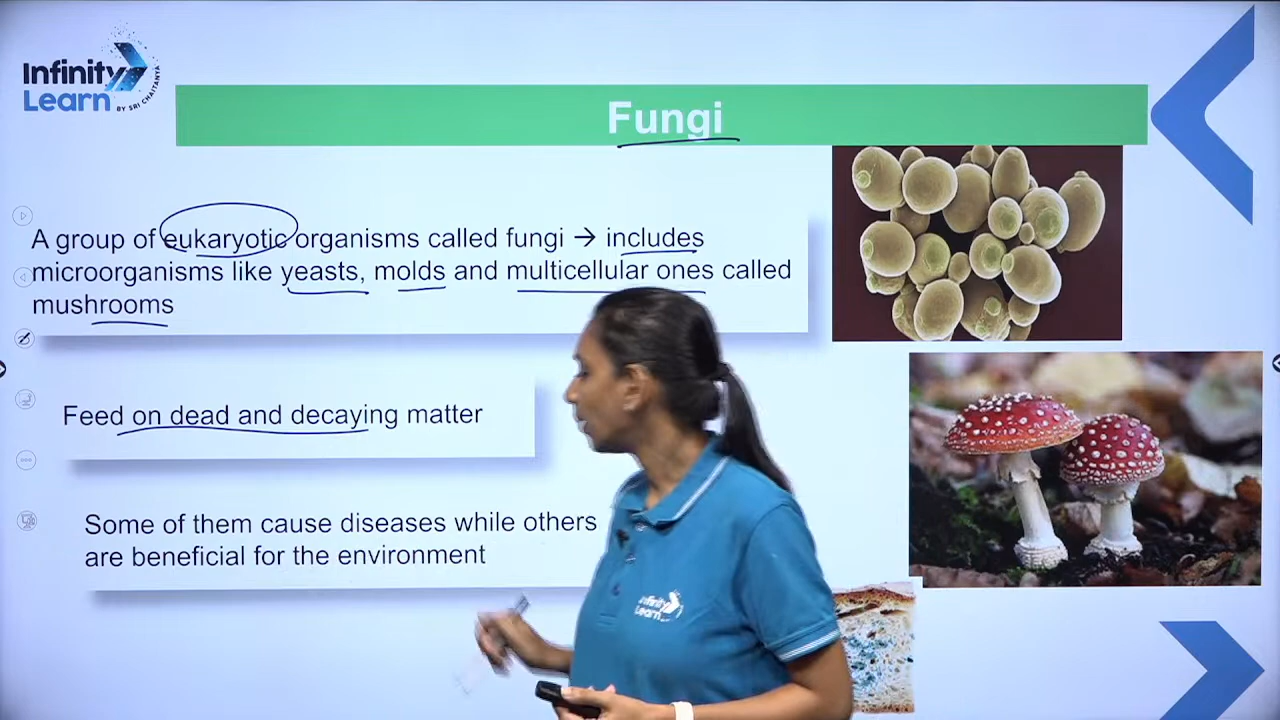 Infinity
Learn
BY SRI CHAITANYA
Fungi
A group of eukaryotic organisms called fungi → includes
microorganisms like yeasts, molds and multicellular ones called
mushrooms
Feed on dead and decaying matter
Some of them cause diseases while others
are beneficial for the environment
Infinity
Learn